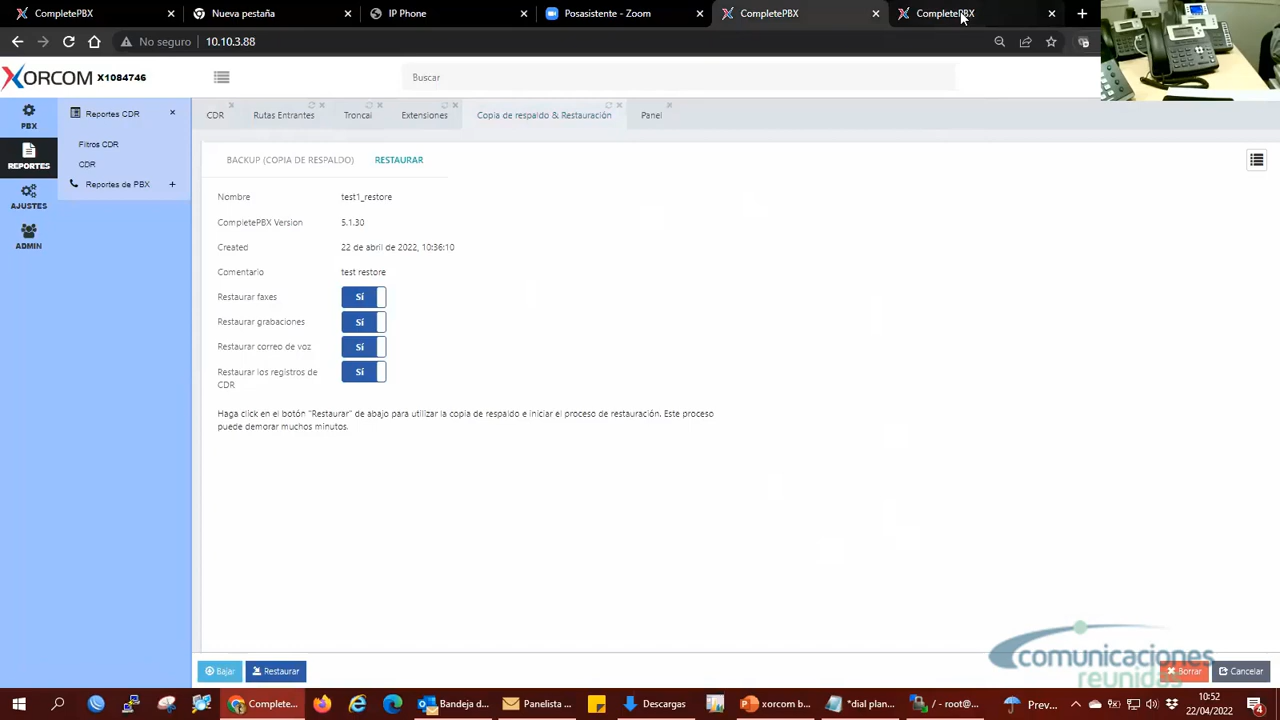 CompletePBX
Nueva pestaña
IP Phone
Posasistente - Zoom
CompletePBX
CompletePBX
No seguro
10.10.3.88
XORCOM X1084746
Buscar
PBX
REPORTES
AJUSTES
ADMIN
Reportes CDR
Filtros CDR
CDR
Reportes de PBX
CDR
Rutas Entrantes
Troncal
Extensiones
Copia de respaldo & Restauración
Panel
BACKUP (COPIA DE RESPALDO)
RESTAURAR
Nombre test1_restore
CompletePBX Version 5.1.30
Created 22 de abril de 2022, 10:36:10
Comentario test restore
Restaurar faxes Sí
Restaurar grabaciones Sí
Restaurar correo de voz Sí
Restaurar los registros de Sí
CDR
Haga click en el botón "Restaurar" de abajo para utilizar la copia de respaldo e iniciar el proceso de restauración. Este proceso
puede demorar muchos minutos.
Bajar
Restaurar
Borrar
Cancelar
comunicaciones
reunidas
Complete...
Bandeja d...
Panelista ...
Descargas
xorcom b...
*dial plan...
7 - root@...
Prev...
10:52
22/04/2022
4